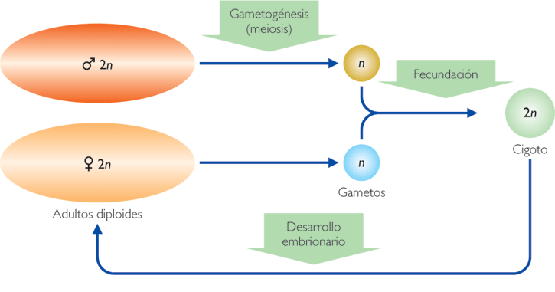 Gametogénesis
(meiosis)
♂ 2n
n
Fecundación
2n
Cigoto
♀ 2n
n
Gametos
Adultos diploides
Desarrollo
embrionario